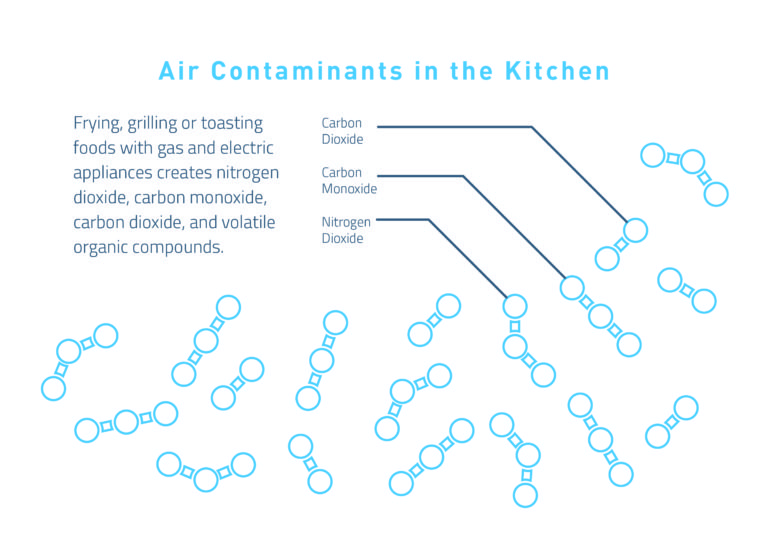 Air Contaminants in the Kitchen
Frying, grilling or toasting
foods with gas and electric
appliances creates nitrogen
dioxide, carbon monoxide,
carbon dioxide, and volatile
organic compounds.
Carbon
Dioxide
Carbon
Monoxide
Nitrogen
Dioxide